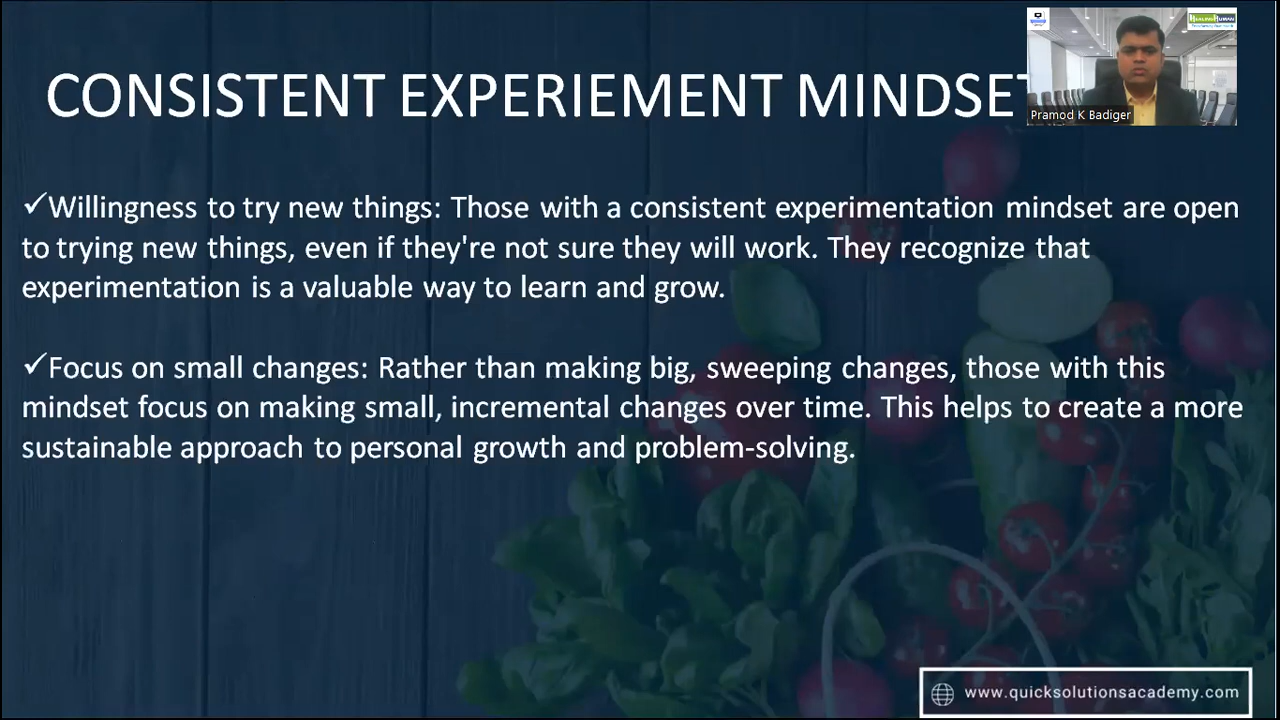 CONSISTENT EXPERIEMENT MINDSET
Pramod K Badiger
✓Willingness to try new things: Those with a consistent experimentation mindset are open
to trying new things, even if they're not sure they will work. They recognize that
experimentation is a valuable way to learn and grow.
✓Focus on small changes: Rather than making big, sweeping changes, those with this
mindset focus on making small, incremental changes over time. This helps to create a more
sustainable approach to personal growth and problem-solving.
www.quicksolutionsacademy.com